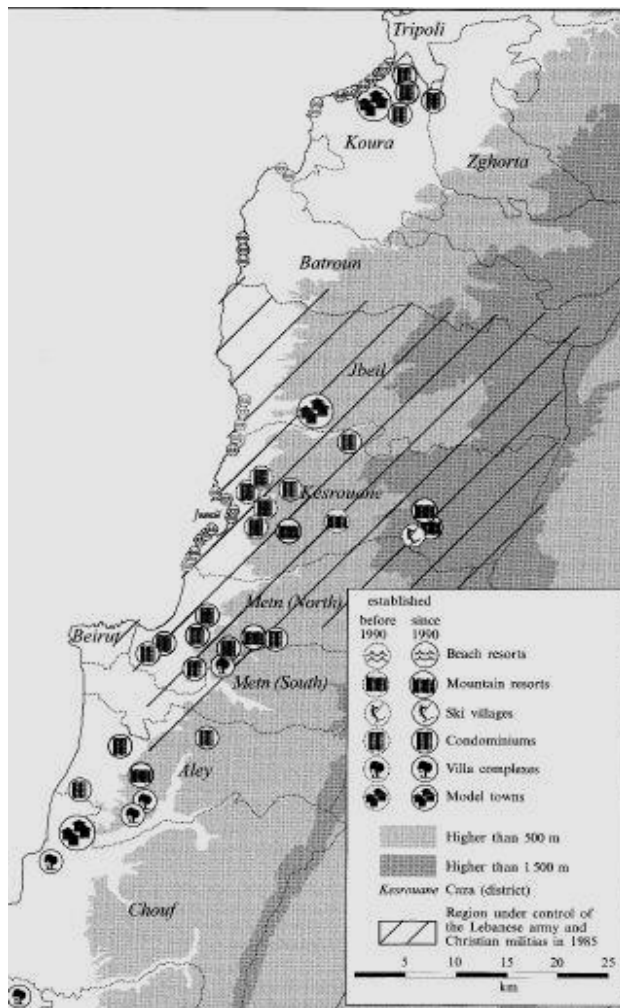 Tripoli
Koura
Zghorta
Batroun
Jbeil
Kesrouane
Metn (North)
Beirut
Metn (South)
Aley
Chouf
established
before since
1990 1990
Beach resorts
Mountain resorts
Ski villages
Condominiums
Villa complexes
Model towns
Higher than 500 m
Higher than 1 500 m
Kesrouane Caza (district)
Region under control of
the Lebanese army and
Christian militias in 1985
5 10 15 20 25
km